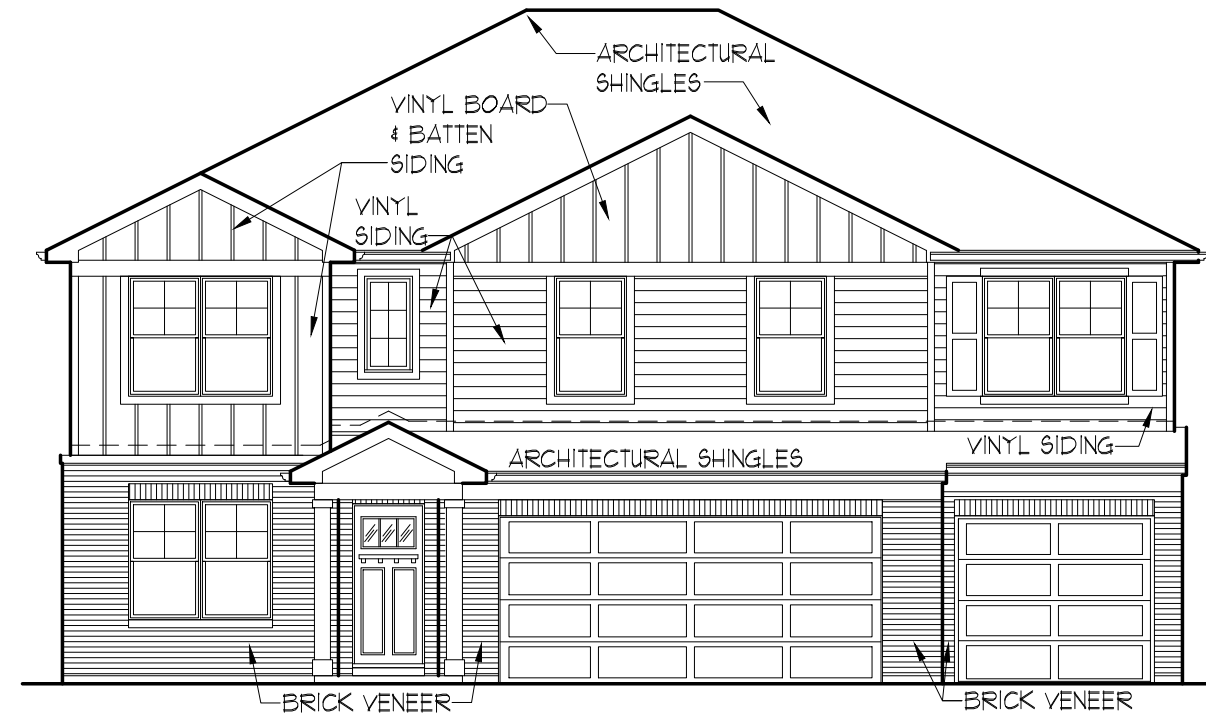 ARCHITECTURAL
SHINGLES
VINYL BOARD
& BATTEN
SIDING
VINYL
SIDING
VINYL SIDING
ARCHITECTURAL SHINGLES
BRICK VENEER
BRICK VENEER